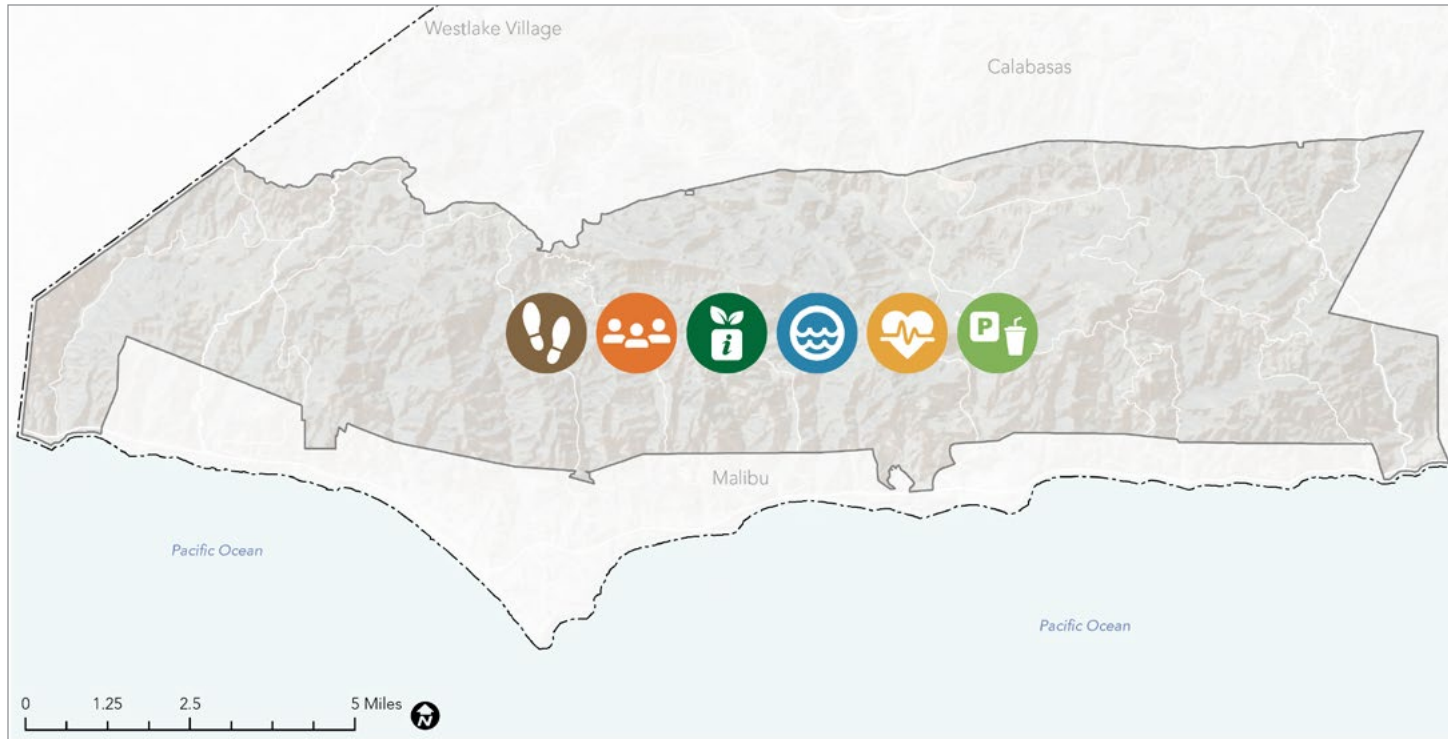 Westlake Village
Calabasas
P
i
Malibu
Pacific Ocean
Pacific Ocean
0 1.25 2.5 5 Miles
N